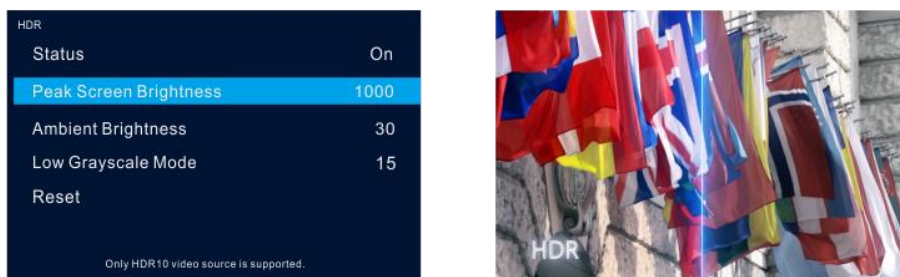 HDR
Status On
Peak Screen Brightness 1000
Ambient Brightness 30
Low Grayscale Mode 15
Reset
Only HDR10 video source is supported.
HDR